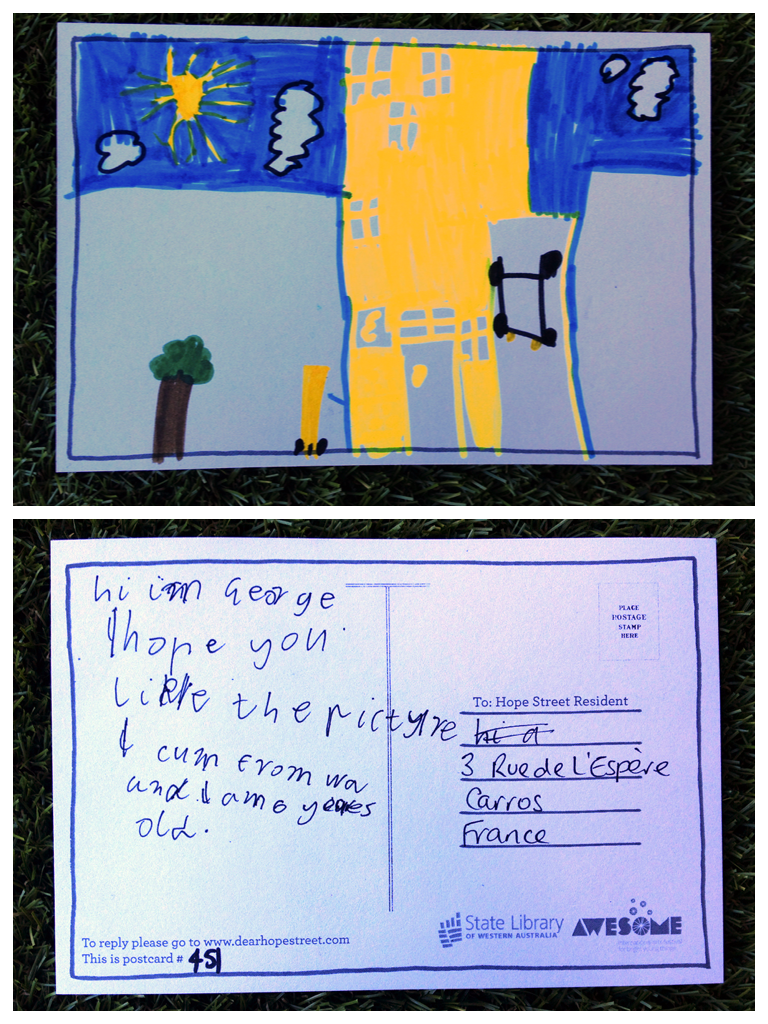 hi im George
I hope you
like the picture
I cum From wa
and I am 6 years
old.
PLACE
POSTAGE
STAMP
HERE
To: Hope Street Resident
hi a
3 Rue de L'Espère
Carros
France
To reply please go to www.dearhopestreet.com
This is postcard # 451
State Library
OF WESTERN AUSTRALIA
AWESOME